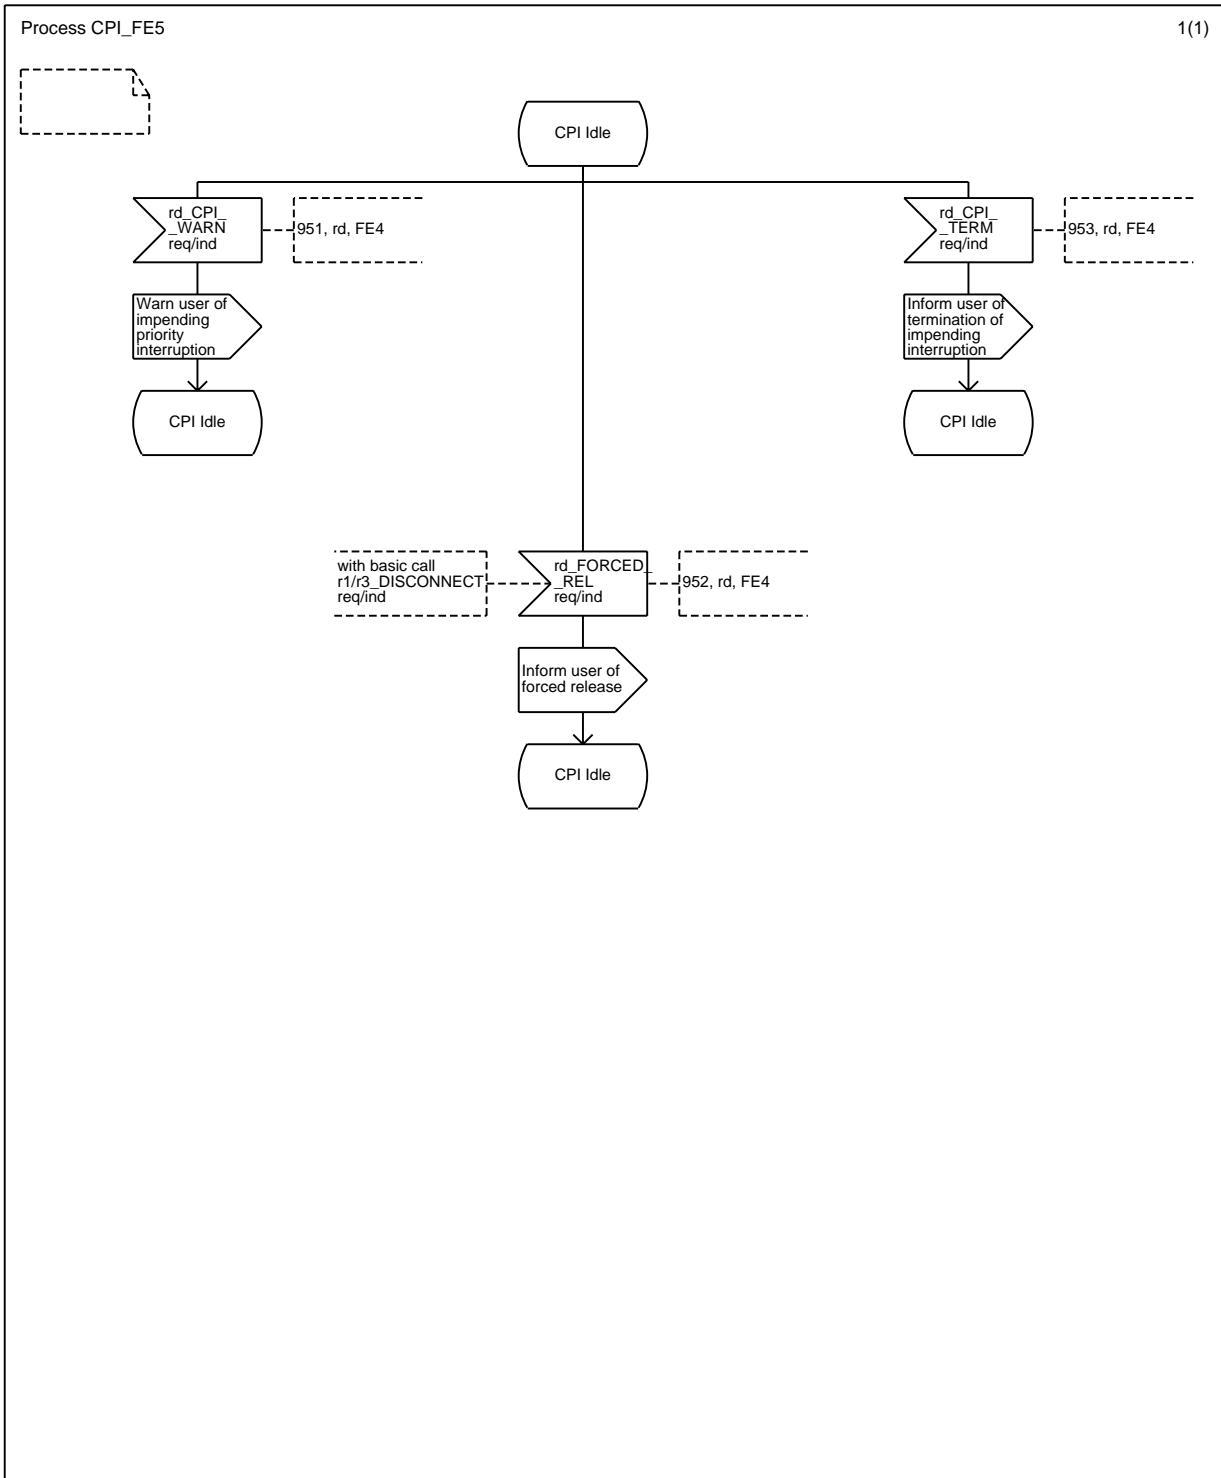 Process CPI_FE5
1(1)
CPI Idle
rd_CPI_
_WARN
req/ind
951, rd, FE4
rd_CPI_
_TERM
req/ind
953, rd, FE4
Warn user of
impending
priority
interruption
Inform user of
termination of
impending
interruption
CPI Idle
CPI Idle
with basic call
r1/r3_DISCONNECT
req/ind
rd_FORCED_
_REL
req/ind
952, rd, FE4
Inform user of
forced release
CPI Idle